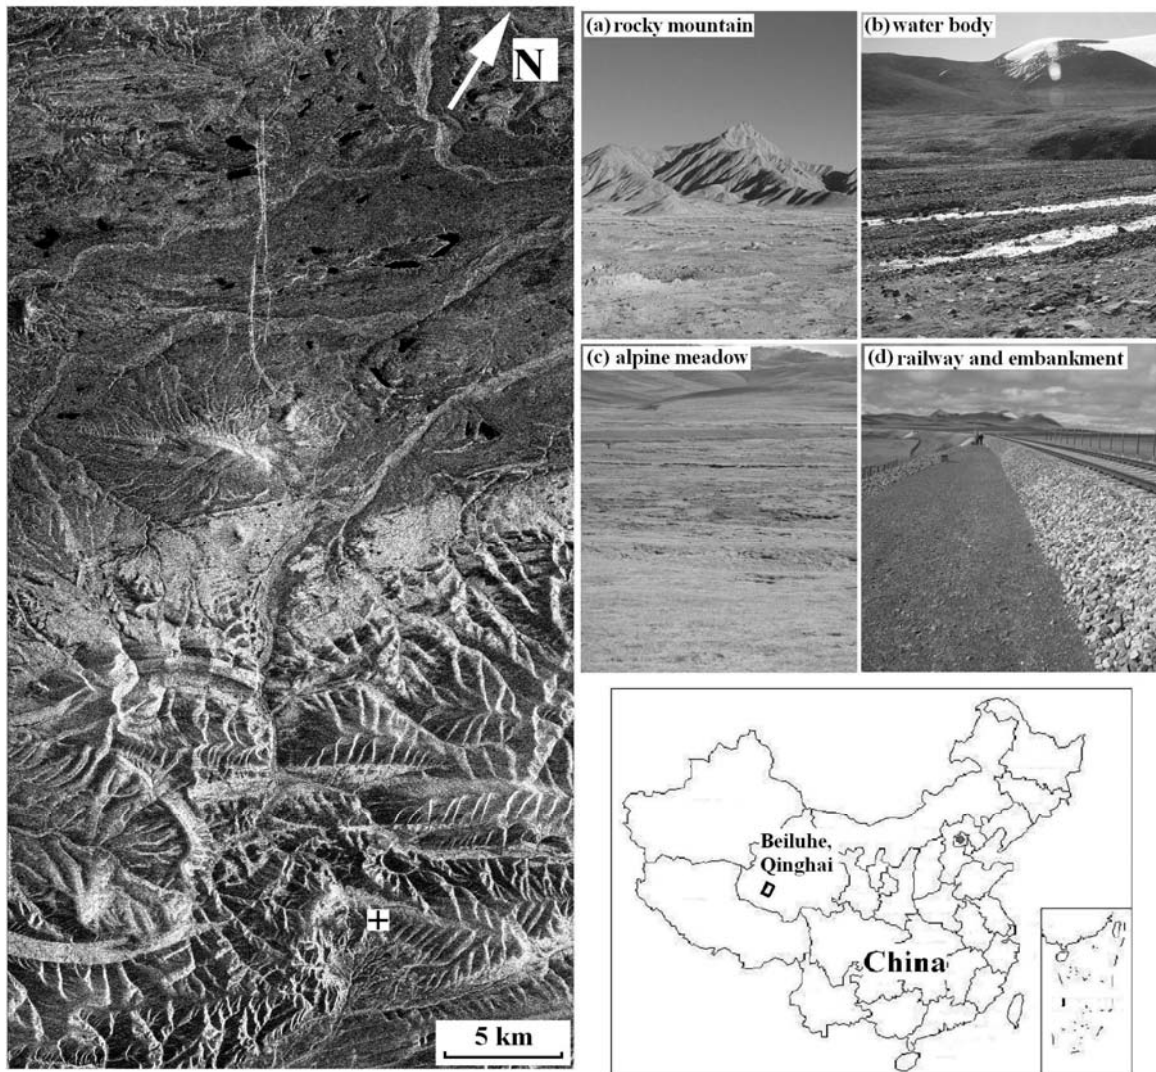 N
5 km
(a) rocky mountain
(b) water body
(c) alpine meadow
(d) railway and embankment
Beiluhe,
Qinghai
China